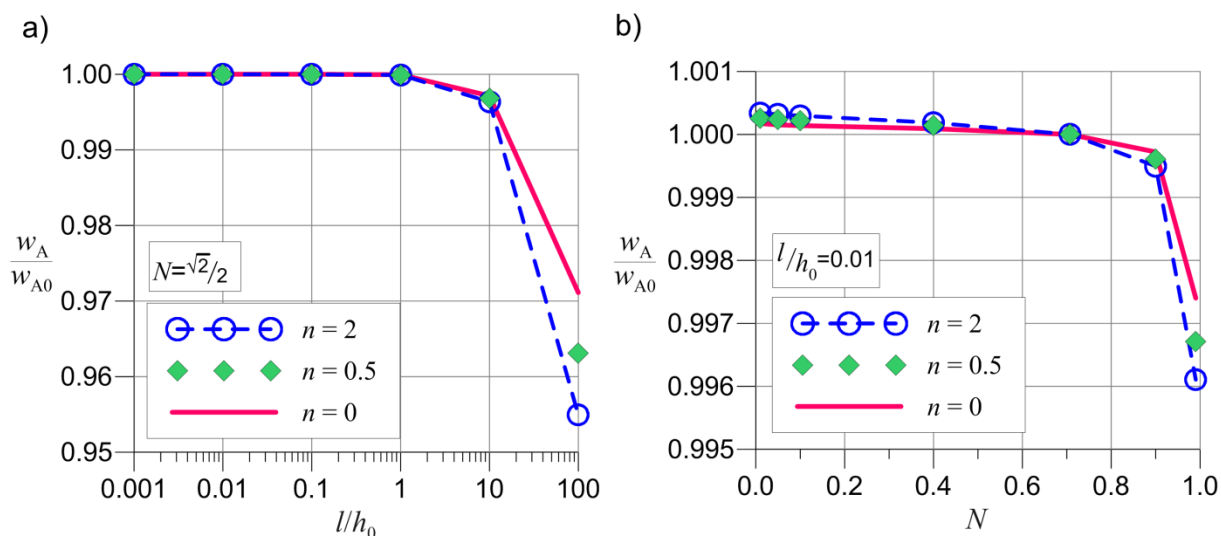 a)
1.00
0.99
0.98
0.97
0.96
0.95
w_A
w_A0
N=√2/2
n = 2
n = 0.5
n = 0
0.001 0.01 0.1 1 10 100
l/h_0
b)
1.001
1.000
0.999
0.998
0.997
0.996
0.995
w_A
w_A0
l/h_0=0.01
n = 2
n = 0.5
n = 0
0.0 0.2 0.4 0.6 0.8 1.0
N